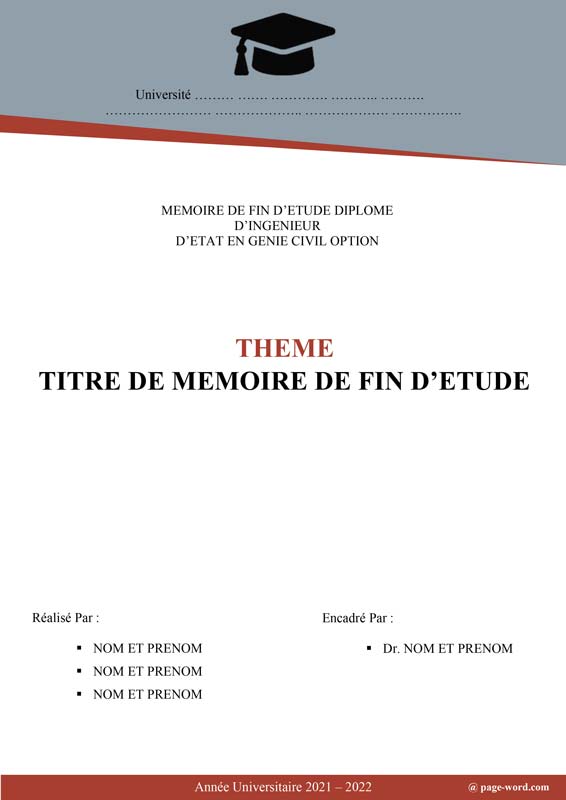 Université ……… ….… …………. ……….. ……….
…………………… ……………….. ………………. …………….
MEMOIRE DE FIN D’ETUDE DIPLOME
D’INGENIEUR
D’ETAT EN GENIE CIVIL OPTION
THEME
TITRE DE MEMOIRE DE FIN D’ETUDE
Réalisé Par :
▪ NOM ET PRENOM
▪ NOM ET PRENOM
▪ NOM ET PRENOM
Encadré Par :
▪ Dr. NOM ET PRENOM
Année Universitaire 2021 – 2022
@ page-word.com